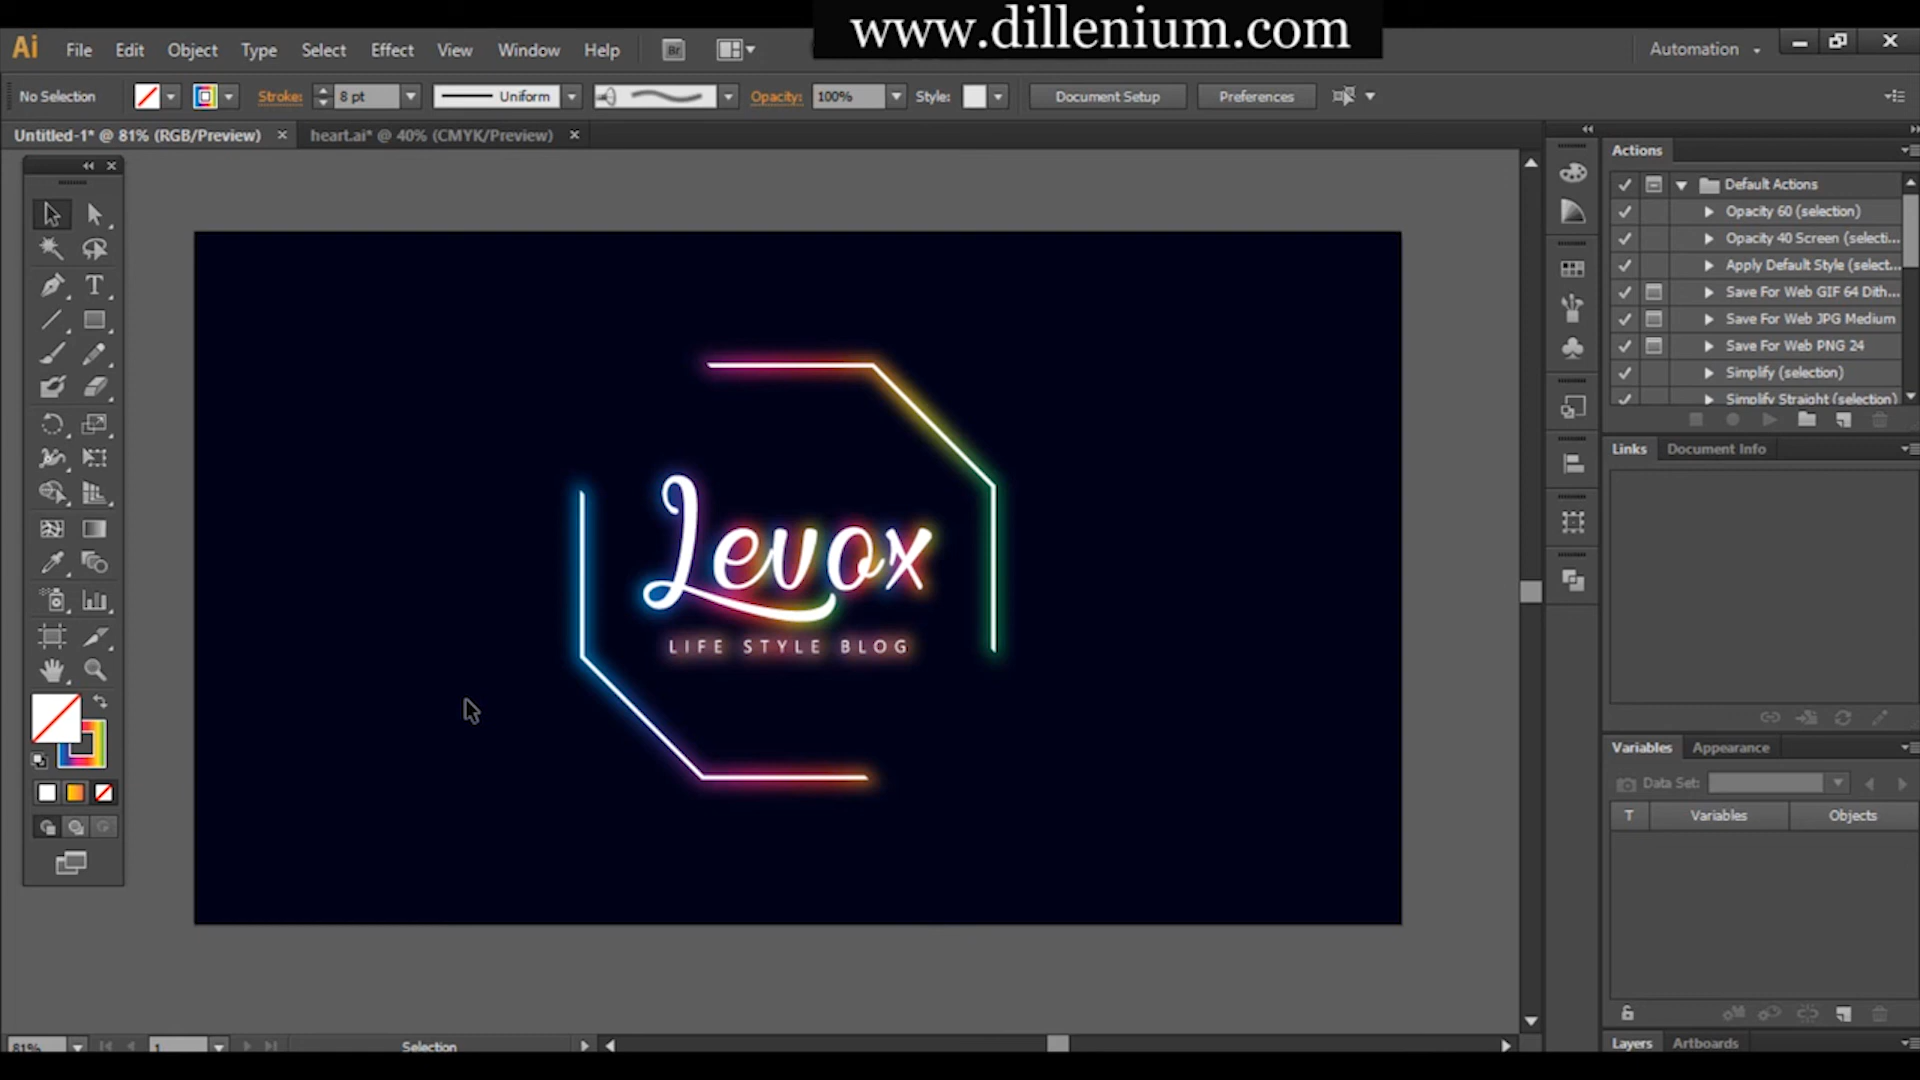 www.dillenium.com
Ai File Edit Object Type Select Effect View Window Help Br Automation
No Selection Stroke: 8 pt Uniform Opacity: 100% Style: Document Setup Preferences
Untitled-1* @ 81% (RGB/Preview) heart.ai* @ 40% (CMYK/Preview)
Actions
Default Actions
Opacity 60 (selection)
Opacity 40 Screen (selecti...
Apply Default Style (select...
Save For Web GIF 64 Dith...
Save For Web JPG Medium
Save For Web PNG 24
Simplify (selection)
Simplify Straight (selection)
Links Document Info
Levox
LIFE STYLE BLOG
Variables Appearance
Data Set:
T Variables Objects
81% 1 Selection
Layers Artboards